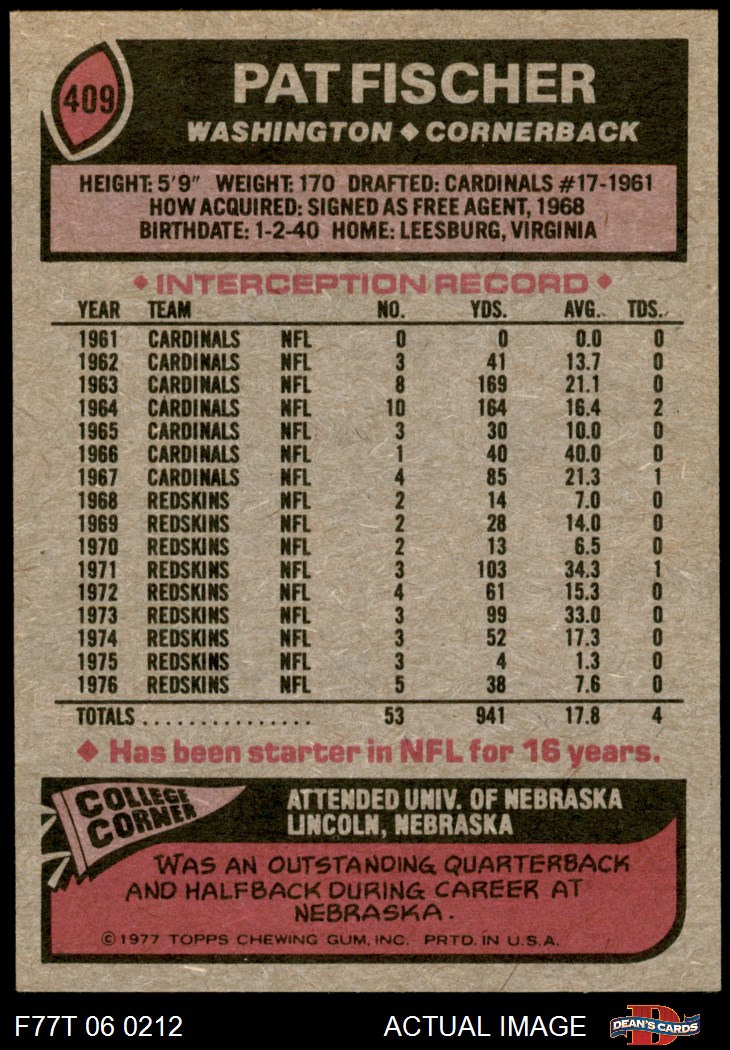 409
PAT FISCHER
WASHINGTON ◆ CORNERBACK
HEIGHT: 5'9" WEIGHT: 170 DRAFTED: CARDINALS #17-1961
HOW ACQUIRED: SIGNED AS FREE AGENT, 1968
BIRTHDATE: 1-2-40 HOME: LEESBURG, VIRGINIA
◆ INTERCEPTION RECORD ◆
YEAR TEAM NO. YDS. AVG. TDS.
1961 CARDINALS NFL 0 0 0.0 0
1962 CARDINALS NFL 3 41 13.7 0
1963 CARDINALS NFL 8 169 21.1 0
1964 CARDINALS NFL 10 164 16.4 2
1965 CARDINALS NFL 3 30 10.0 0
1966 CARDINALS NFL 1 40 40.0 0
1967 CARDINALS NFL 4 85 21.3 1
1968 REDSKINS NFL 2 14 7.0 0
1969 REDSKINS NFL 2 28 14.0 0
1970 REDSKINS NFL 2 13 6.5 0
1971 REDSKINS NFL 3 103 34.3 1
1972 REDSKINS NFL 4 61 15.3 0
1973 REDSKINS NFL 3 99 33.0 0
1974 REDSKINS NFL 3 52 17.3 0
1975 REDSKINS NFL 3 4 1.3 0
1976 REDSKINS NFL 5 38 7.6 0
TOTALS ............... 53 941 17.8 4
◆ Has been starter in NFL for 16 years.
COLLEGE
CORNER
ATTENDED UNIV. OF NEBRASKA
LINCOLN, NEBRASKA
WAS AN OUTSTANDING QUARTERBACK
AND HALFBACK DURING CAREER AT
NEBRASKA.
©1977 TOPPS CHEWING GUM, INC. PRTD. IN U.S.A.
F77T 06 0212 ACTUAL IMAGE
D
DEAN'S CARDS